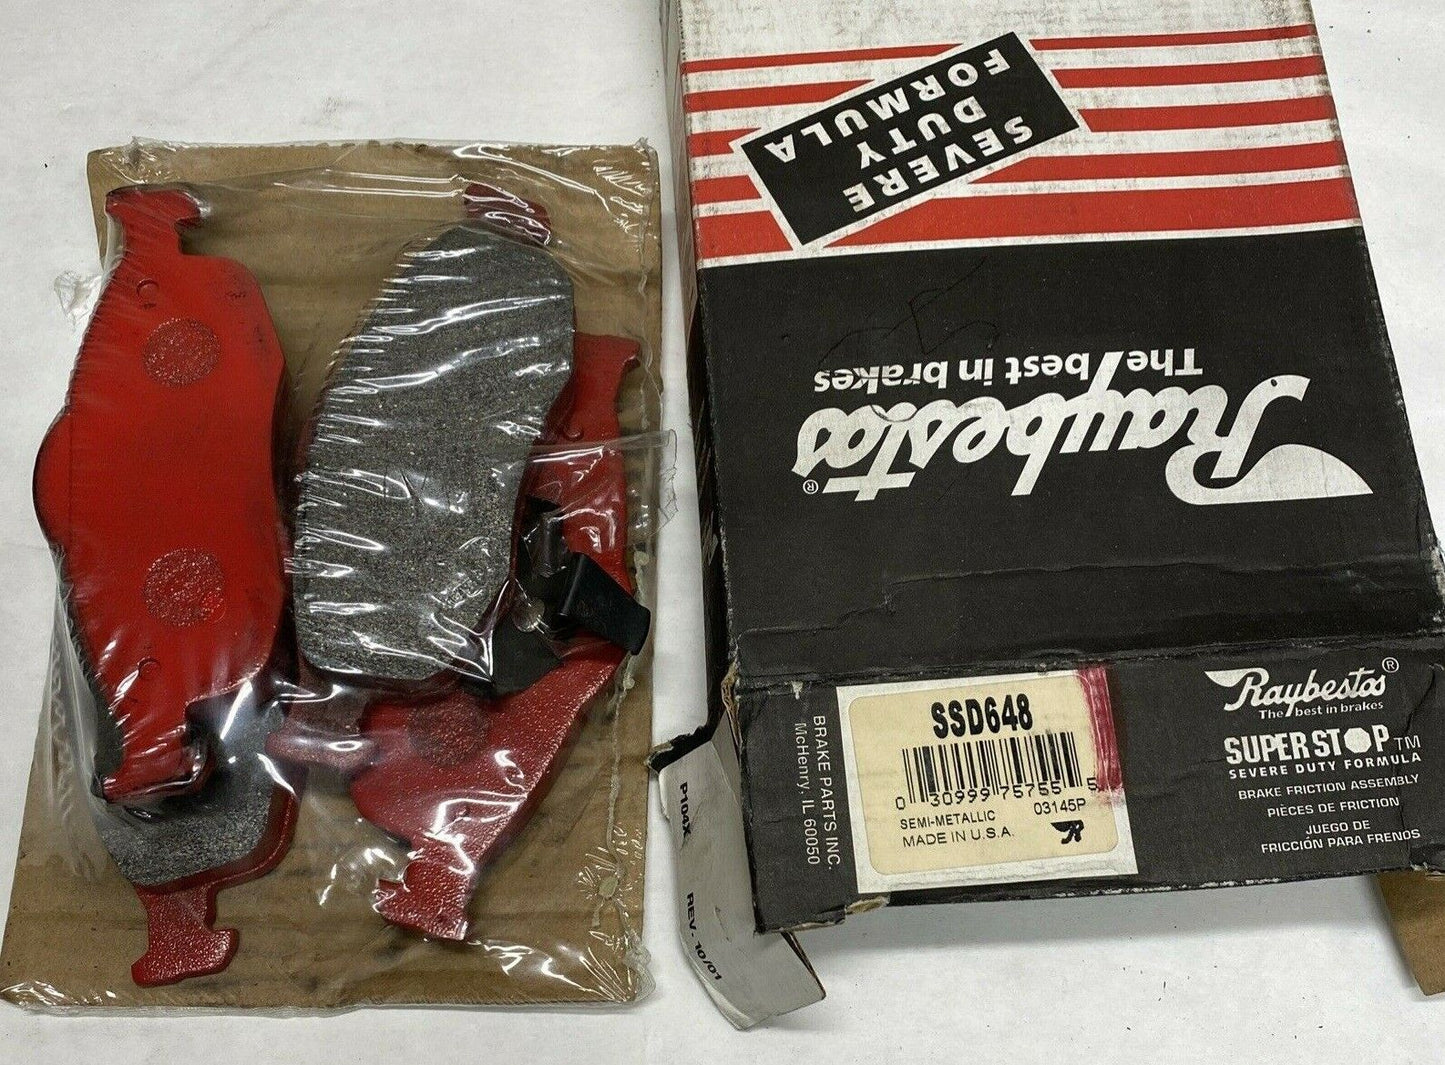 SEVERE
DUTY
FORMULA
Raybestos®
The best in brakes
BRAKE PARTS INC.
McHenry, IL 60050
SSD648
0 30999 75755 5
SEMI-METALLIC 03145P
MADE IN U.S.A.
R
Raybestos®
The best in brakes
SUPER STOP™
SEVERE DUTY FORMULA
BRAKE FRICTION ASSEMBLY
PIÈCES DE FRICTION
JUEGO DE
FRICCIÓN PARA FRENOS
P104X REV - 10/01